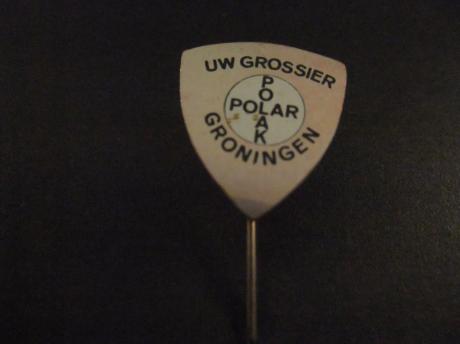 UW GROSSIER
POLAK
POLAR
GRONINGEN